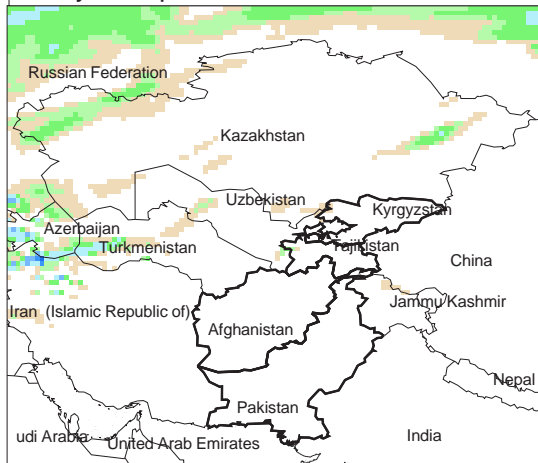 Russian Federation
Kazakhstan
Uzbekistan
Kyrgyzstan
Azerbaijan
Turkmenistan
Tajikistan
China
Jammu/Kashmir
Iran (Islamic Republic of)
Afghanistan
Nepal
Pakistan
udi Arabia
United Arab Emirates
India